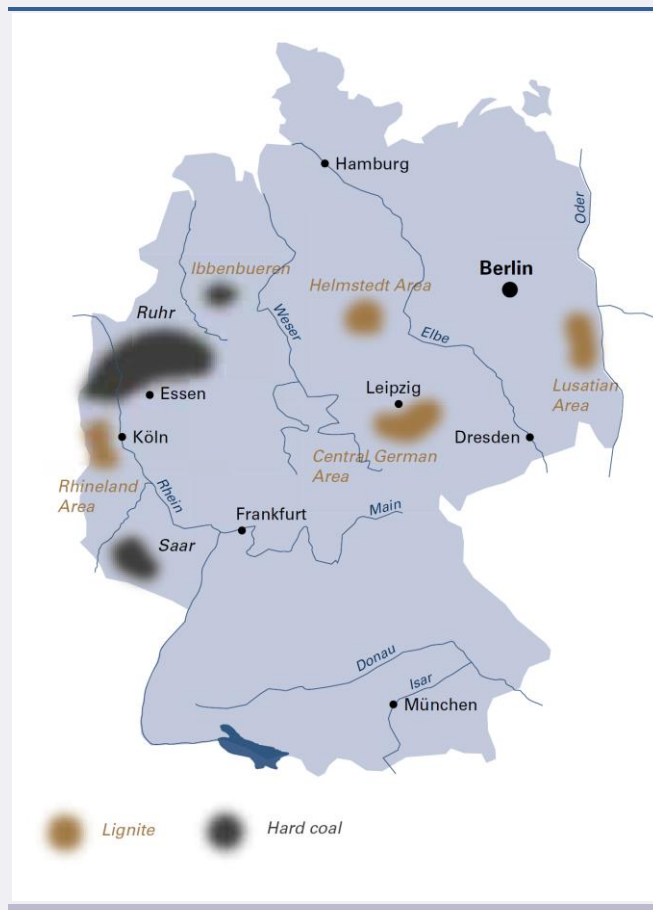 Hamburg
Oder
Ibbenbueren
Berlin
Helmstedt Area
Ruhr
Weser
Elbe
Leipzig
Lusatian
Area
Essen
Köln
Dresden
Central German
Area
Rhineland
Area
Rhein
Frankfurt
Main
Saar
Donau
Isar
München
Lignite
Hard coal